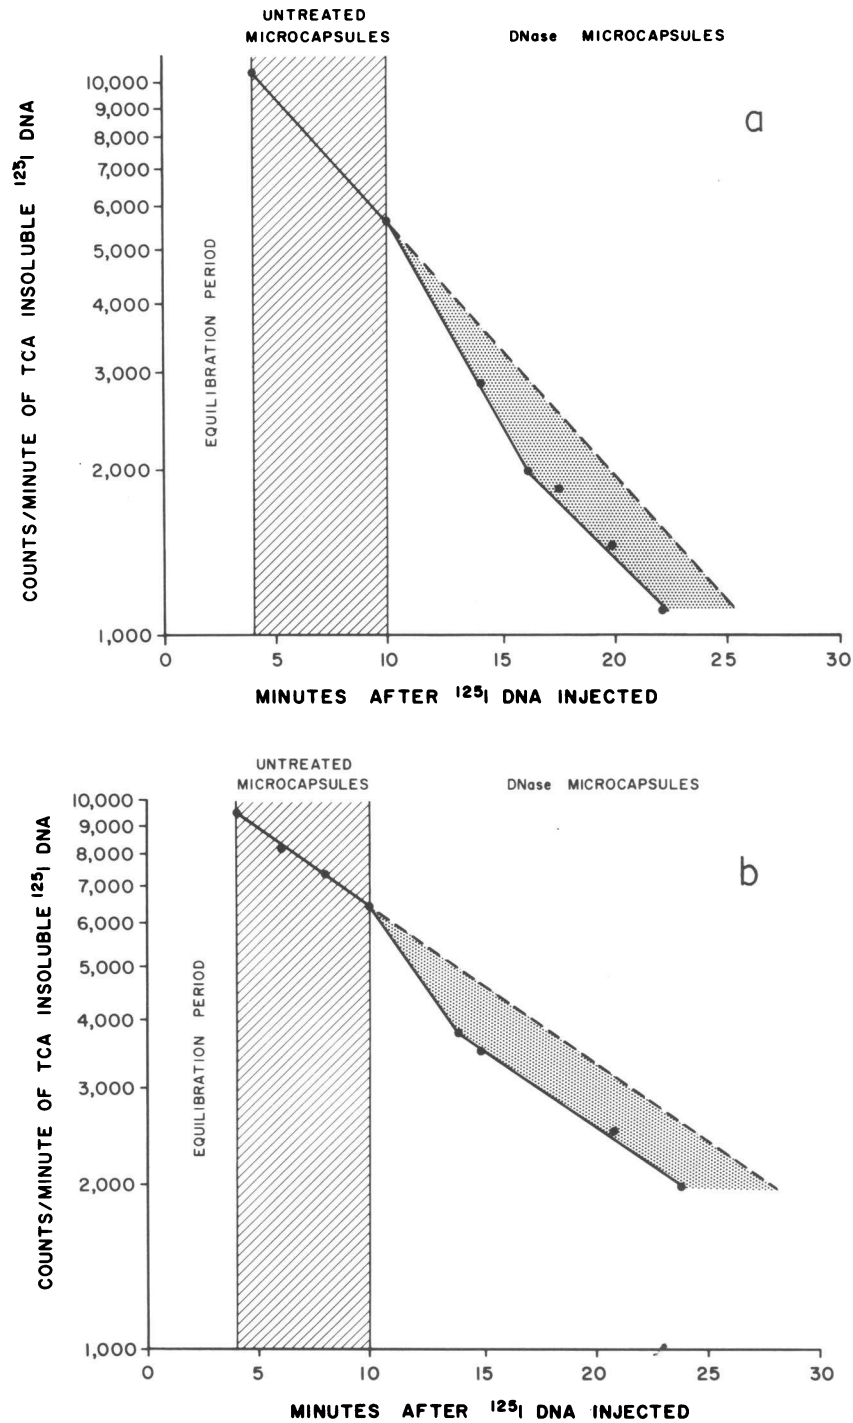 UNTREATED
MICROCAPSULES
DNase MICROCAPSULES
a
10,000
9,000
8,000
7,000
6,000
5,000
4,000
3,000
2,000
1,000
COUNTS/MINUTE OF TCA INSOLUBLE ¹²⁵I DNA
EQUILIBRATION PERIOD
0 5 10 15 20 25 30
MINUTES AFTER ¹²⁵I DNA INJECTED
UNTREATED
MICROCAPSULES
DNase MICROCAPSULES
b
10,000
9,000
8,000
7,000
6,000
5,000
4,000
3,000
2,000
1,000
COUNTS/MINUTE OF TCA INSOLUBLE ¹²⁵I DNA
EQUILIBRATION PERIOD
0 5 10 15 20 25 30
MINUTES AFTER ¹²⁵I DNA INJECTED